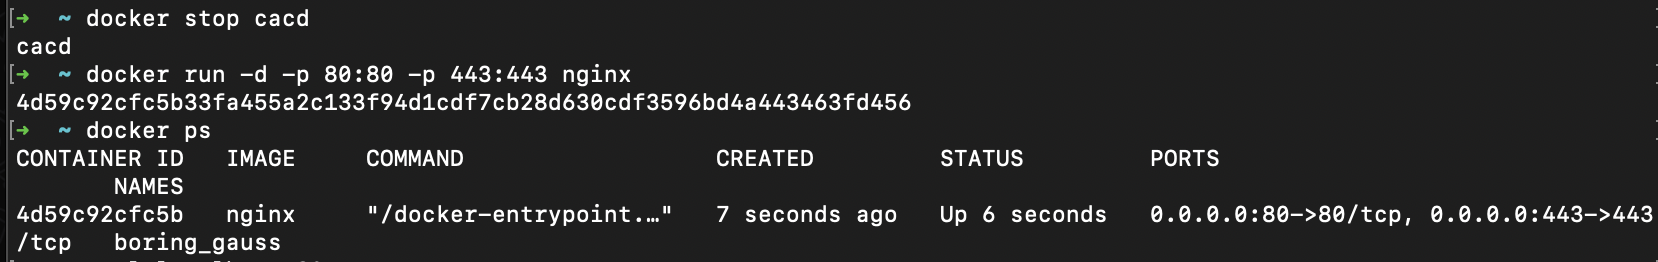 [➜  ~ docker stop cacd
cacd
[➜  ~ docker run -d -p 80:80 -p 443:443 nginx
4d59c92cfc5b33fa455a2c133f94d1cdf7cb28d630cdf3596bd4a443463fd456
[➜  ~ docker ps
CONTAINER ID   IMAGE     COMMAND                  CREATED         STATUS         PORTS
       NAMES
4d59c92cfc5b   nginx     "/docker-entrypoint.…"   7 seconds ago   Up 6 seconds   0.0.0.0:80->80/tcp, 0.0.0.0:443->443
/tcp   boring_gauss